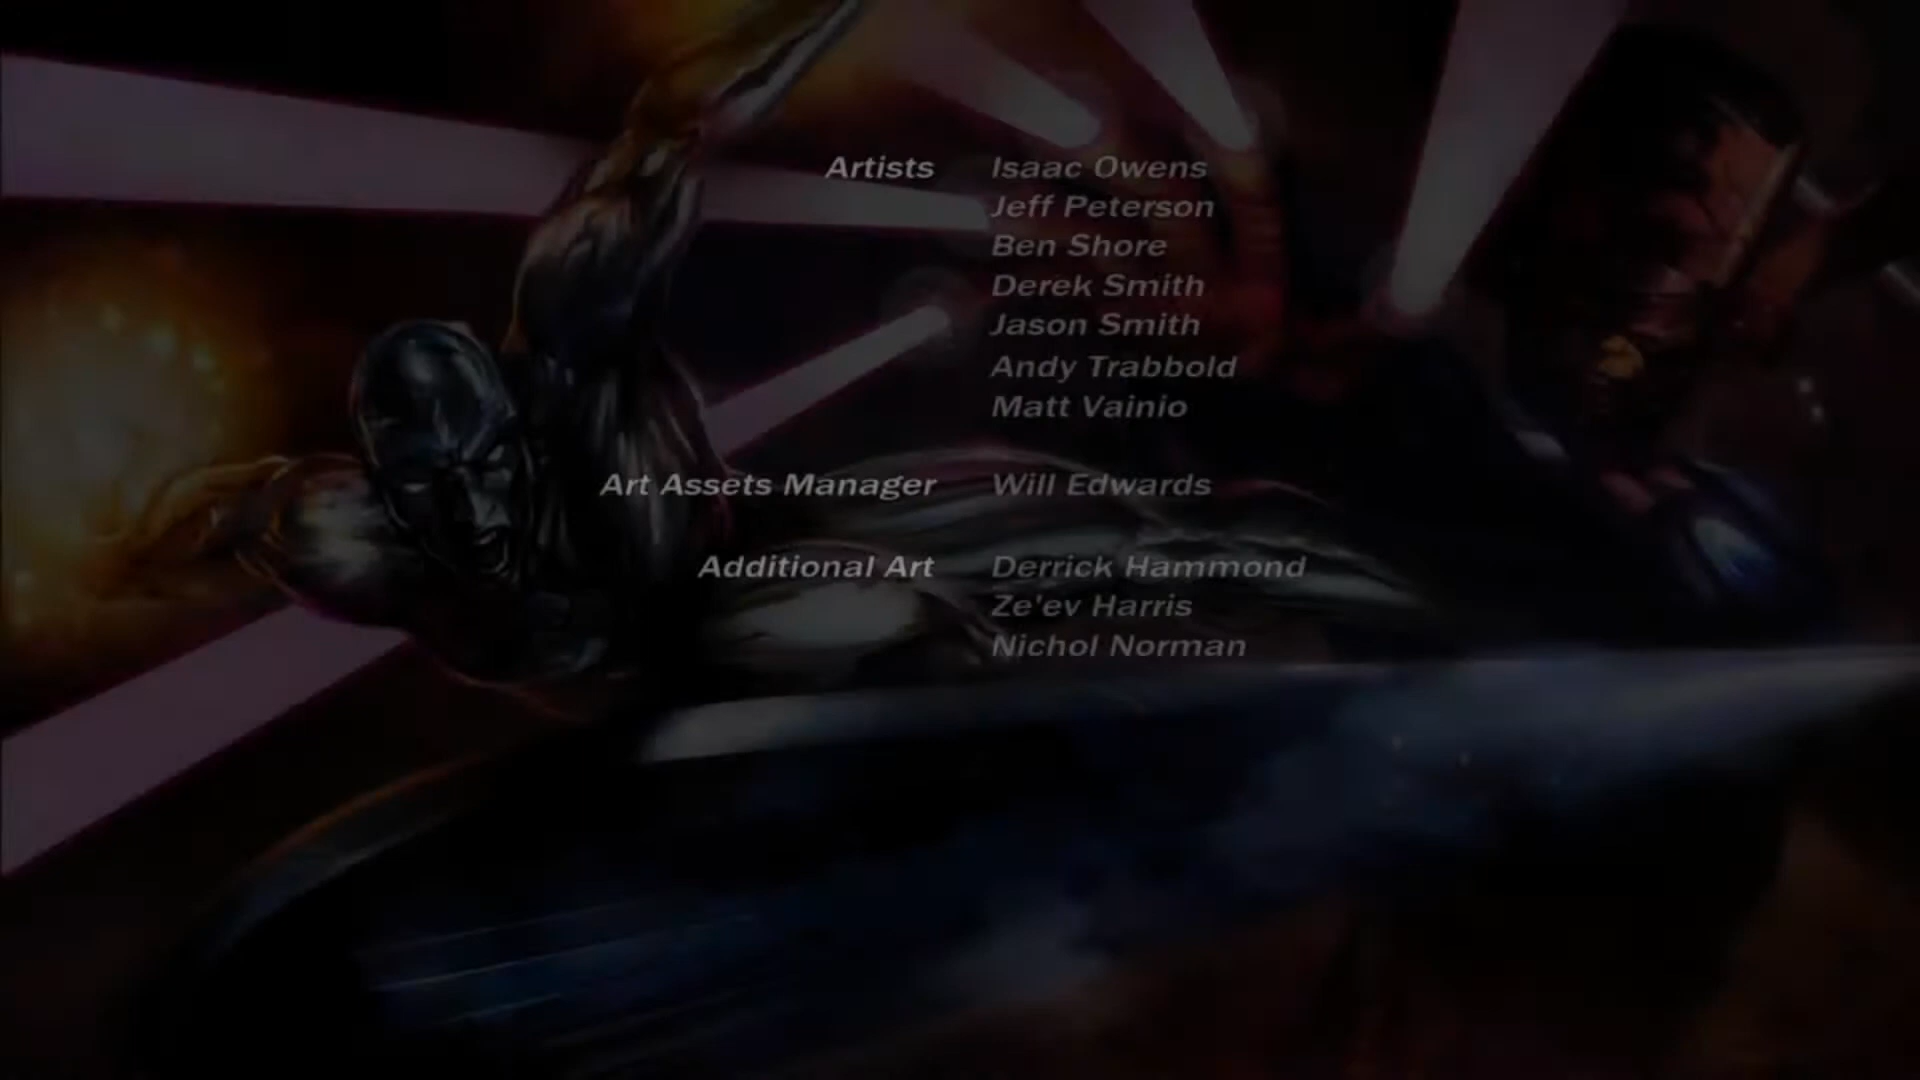 Artists Isaac Owens
Jeff Peterson
Ben Shore
Derek Smith
Jason Smith
Andy Trabbold
Matt Vainio
Art Assets Manager Will Edwards
Additional Art Derrick Hammond
Ze'ev Harris
Nichol Norman